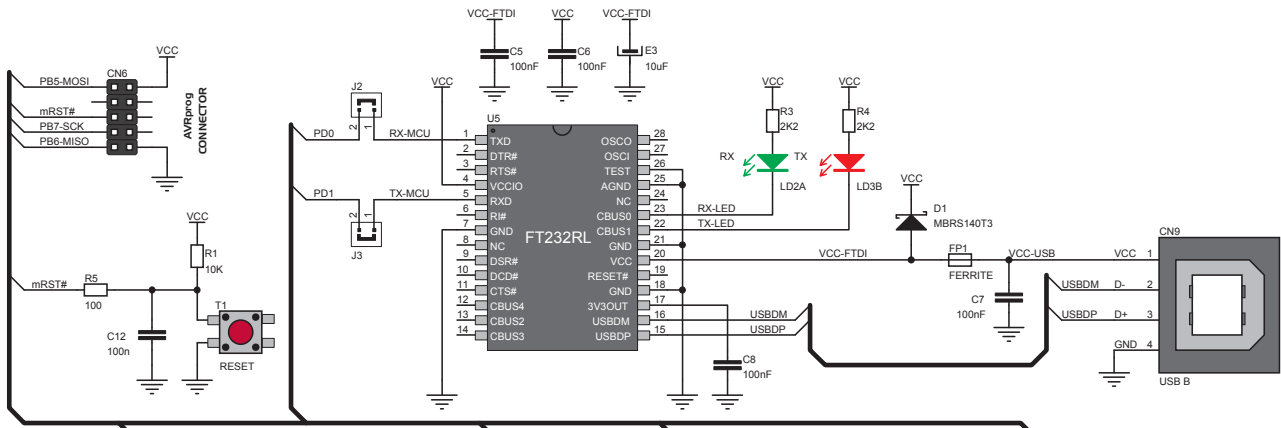 VCC-FTDI
C5
100nF
VCC
C6
100nF
VCC-FTDI
E3
10uF
VCC
CN6
PB5-MOSI
mRST#
PB7-SCK
PB6-MISO
AVRprog
CONNECTOR
VCC
R1
10K
mRST#
R5
100
C12
100n
T1
RESET
J2
2
1
PD0
RX-MCU
VCC
PD1
TX-MCU
2
1
J3
U5
FT232RL
1 TXD
2 DTR#
3 RTS#
4 VCCIO
5 RXD
6 RI#
7 GND
8 NC
9 DSR#
10 DCD#
11 CTS#
12 CBUS4
13 CBUS2
14 CBUS3
OSCO 28
OSCI 27
TEST 26
AGND 25
NC 24
CBUS0 23
CBUS1 22
GND 21
VCC 20
RESET# 19
GND 18
3V3OUT 17
USBDM 16
USBDP 15
RX-LED
TX-LED
VCC
R3
2K2
RX
LD2A
VCC
R4
2K2
TX
LD3B
VCC
D1
MBRS140T3
VCC-FTDI
FP1
FERRITE
VCC-USB
C7
100nF
USBDM
USBDP
C8
100nF
USBDM
USBDP
CN9
VCC 1
D- 2
D+ 3
GND 4
USB B